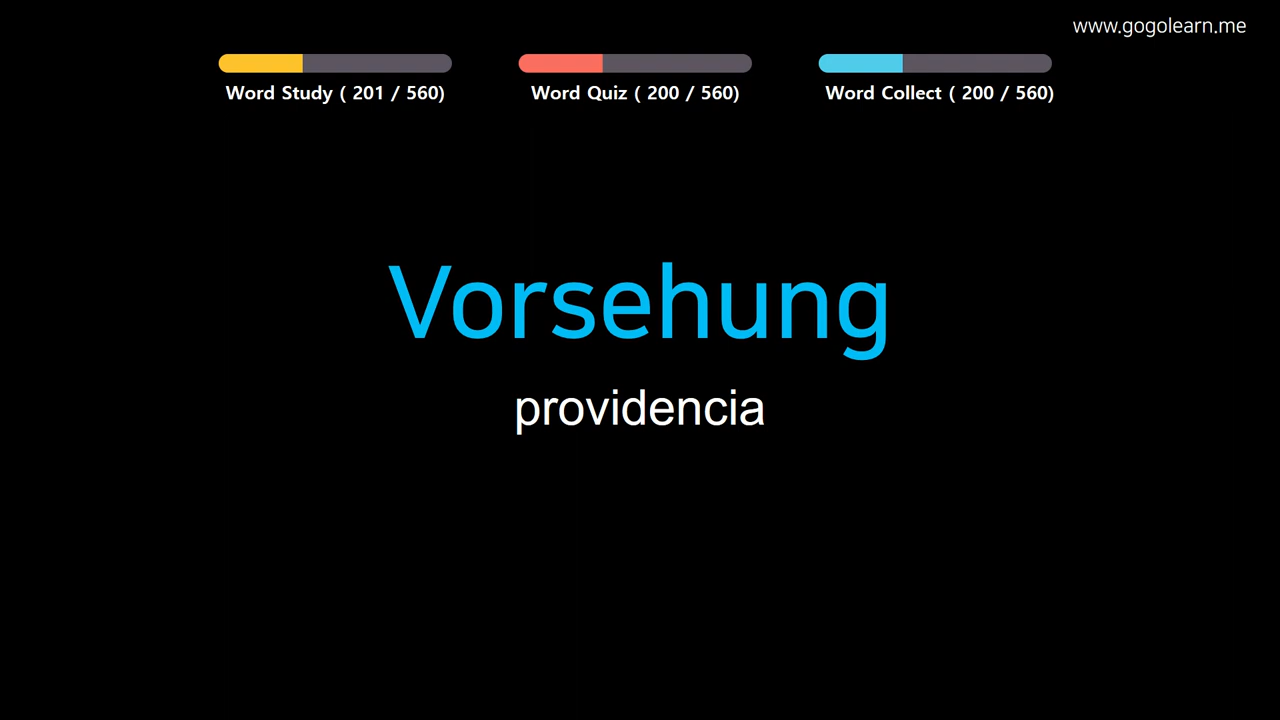 www.gogolearn.me
Word Study ( 201 / 560)
Word Quiz ( 200 / 560)
Word Collect ( 200 / 560)
Vorsehung
providencia